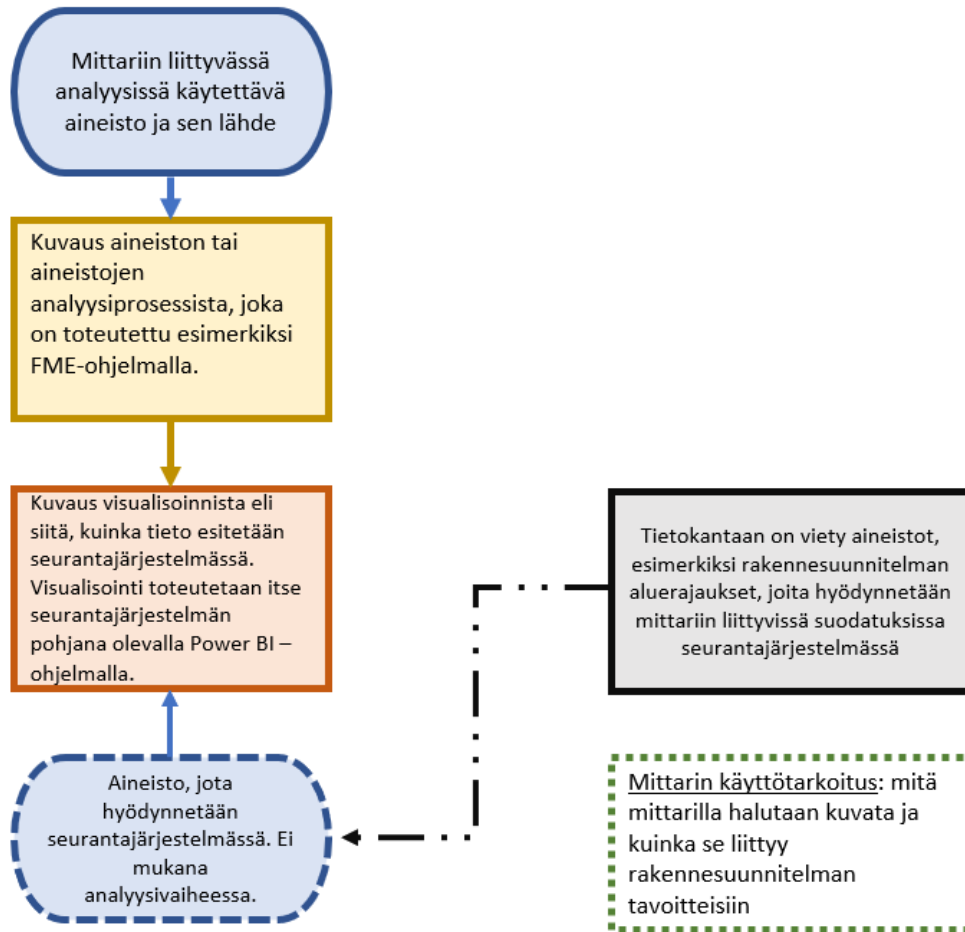 Mittariin liittyvässä
analyysissä käytettävä
aineisto ja sen lähde
Kuvaus aineiston tai
aineistojen
analyysiprosessista, joka
on toteutettu esimerkiksi
FME-ohjelmalla.
Kuvaus visualisoinnista eli
siitä, kuinka tieto esitetään
seurantajärjestelmässä.
Visualisointi toteutetaan itse
seurantajärjestelmän
pohjana olevalla Power BI –
ohjelmalla.
Tietokantaan on viety aineistot,
esimerkiksi rakennesuunnitelman
aluerajaukset, joita hyödynnetään
mittariin liittyvissä suodatuksissa
seurantajärjestelmässä
Aineisto, jota
hyödynnetään
seurantajärjestelmässä. Ei
mukana
analyysivaiheessa.
Mittarin käyttötarkoitus: mitä
mittarilla halutaan kuvata ja
kuinka se liittyy
rakennesuunnitelman
tavoitteisiin